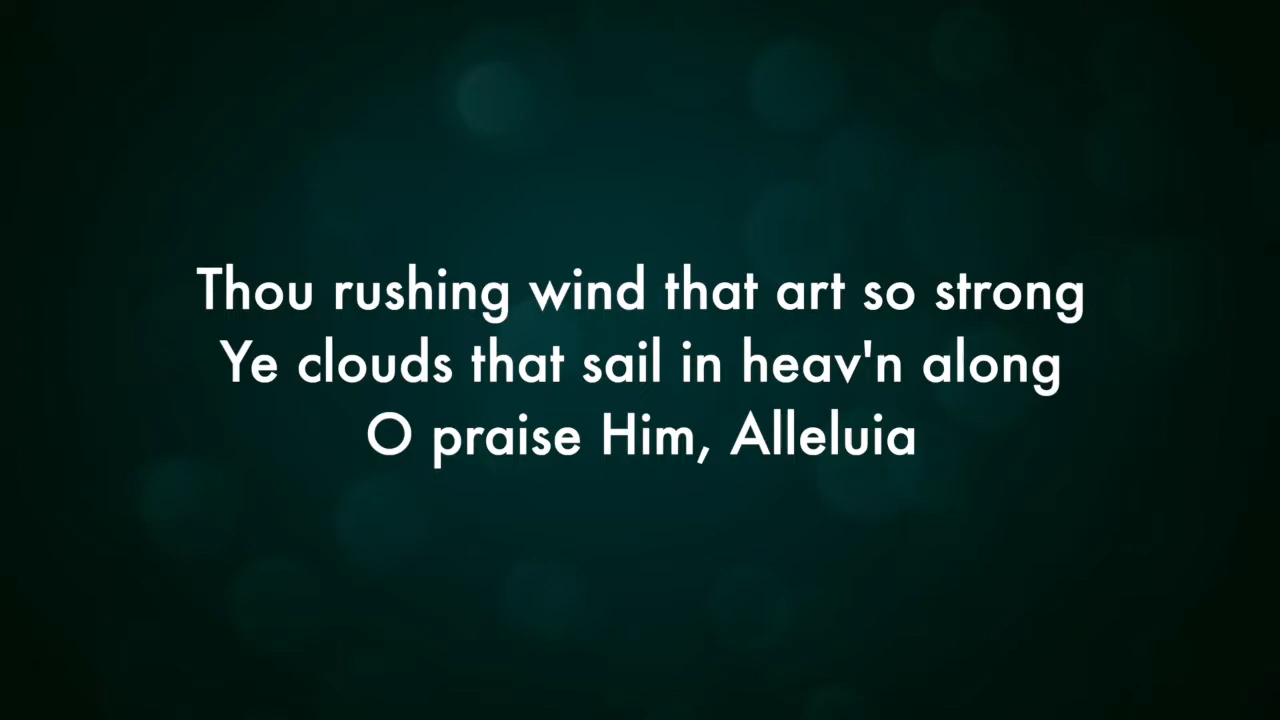 Thou rushing wind that art so strong
Ye clouds that sail in heav'n along
O praise Him, Alleluia